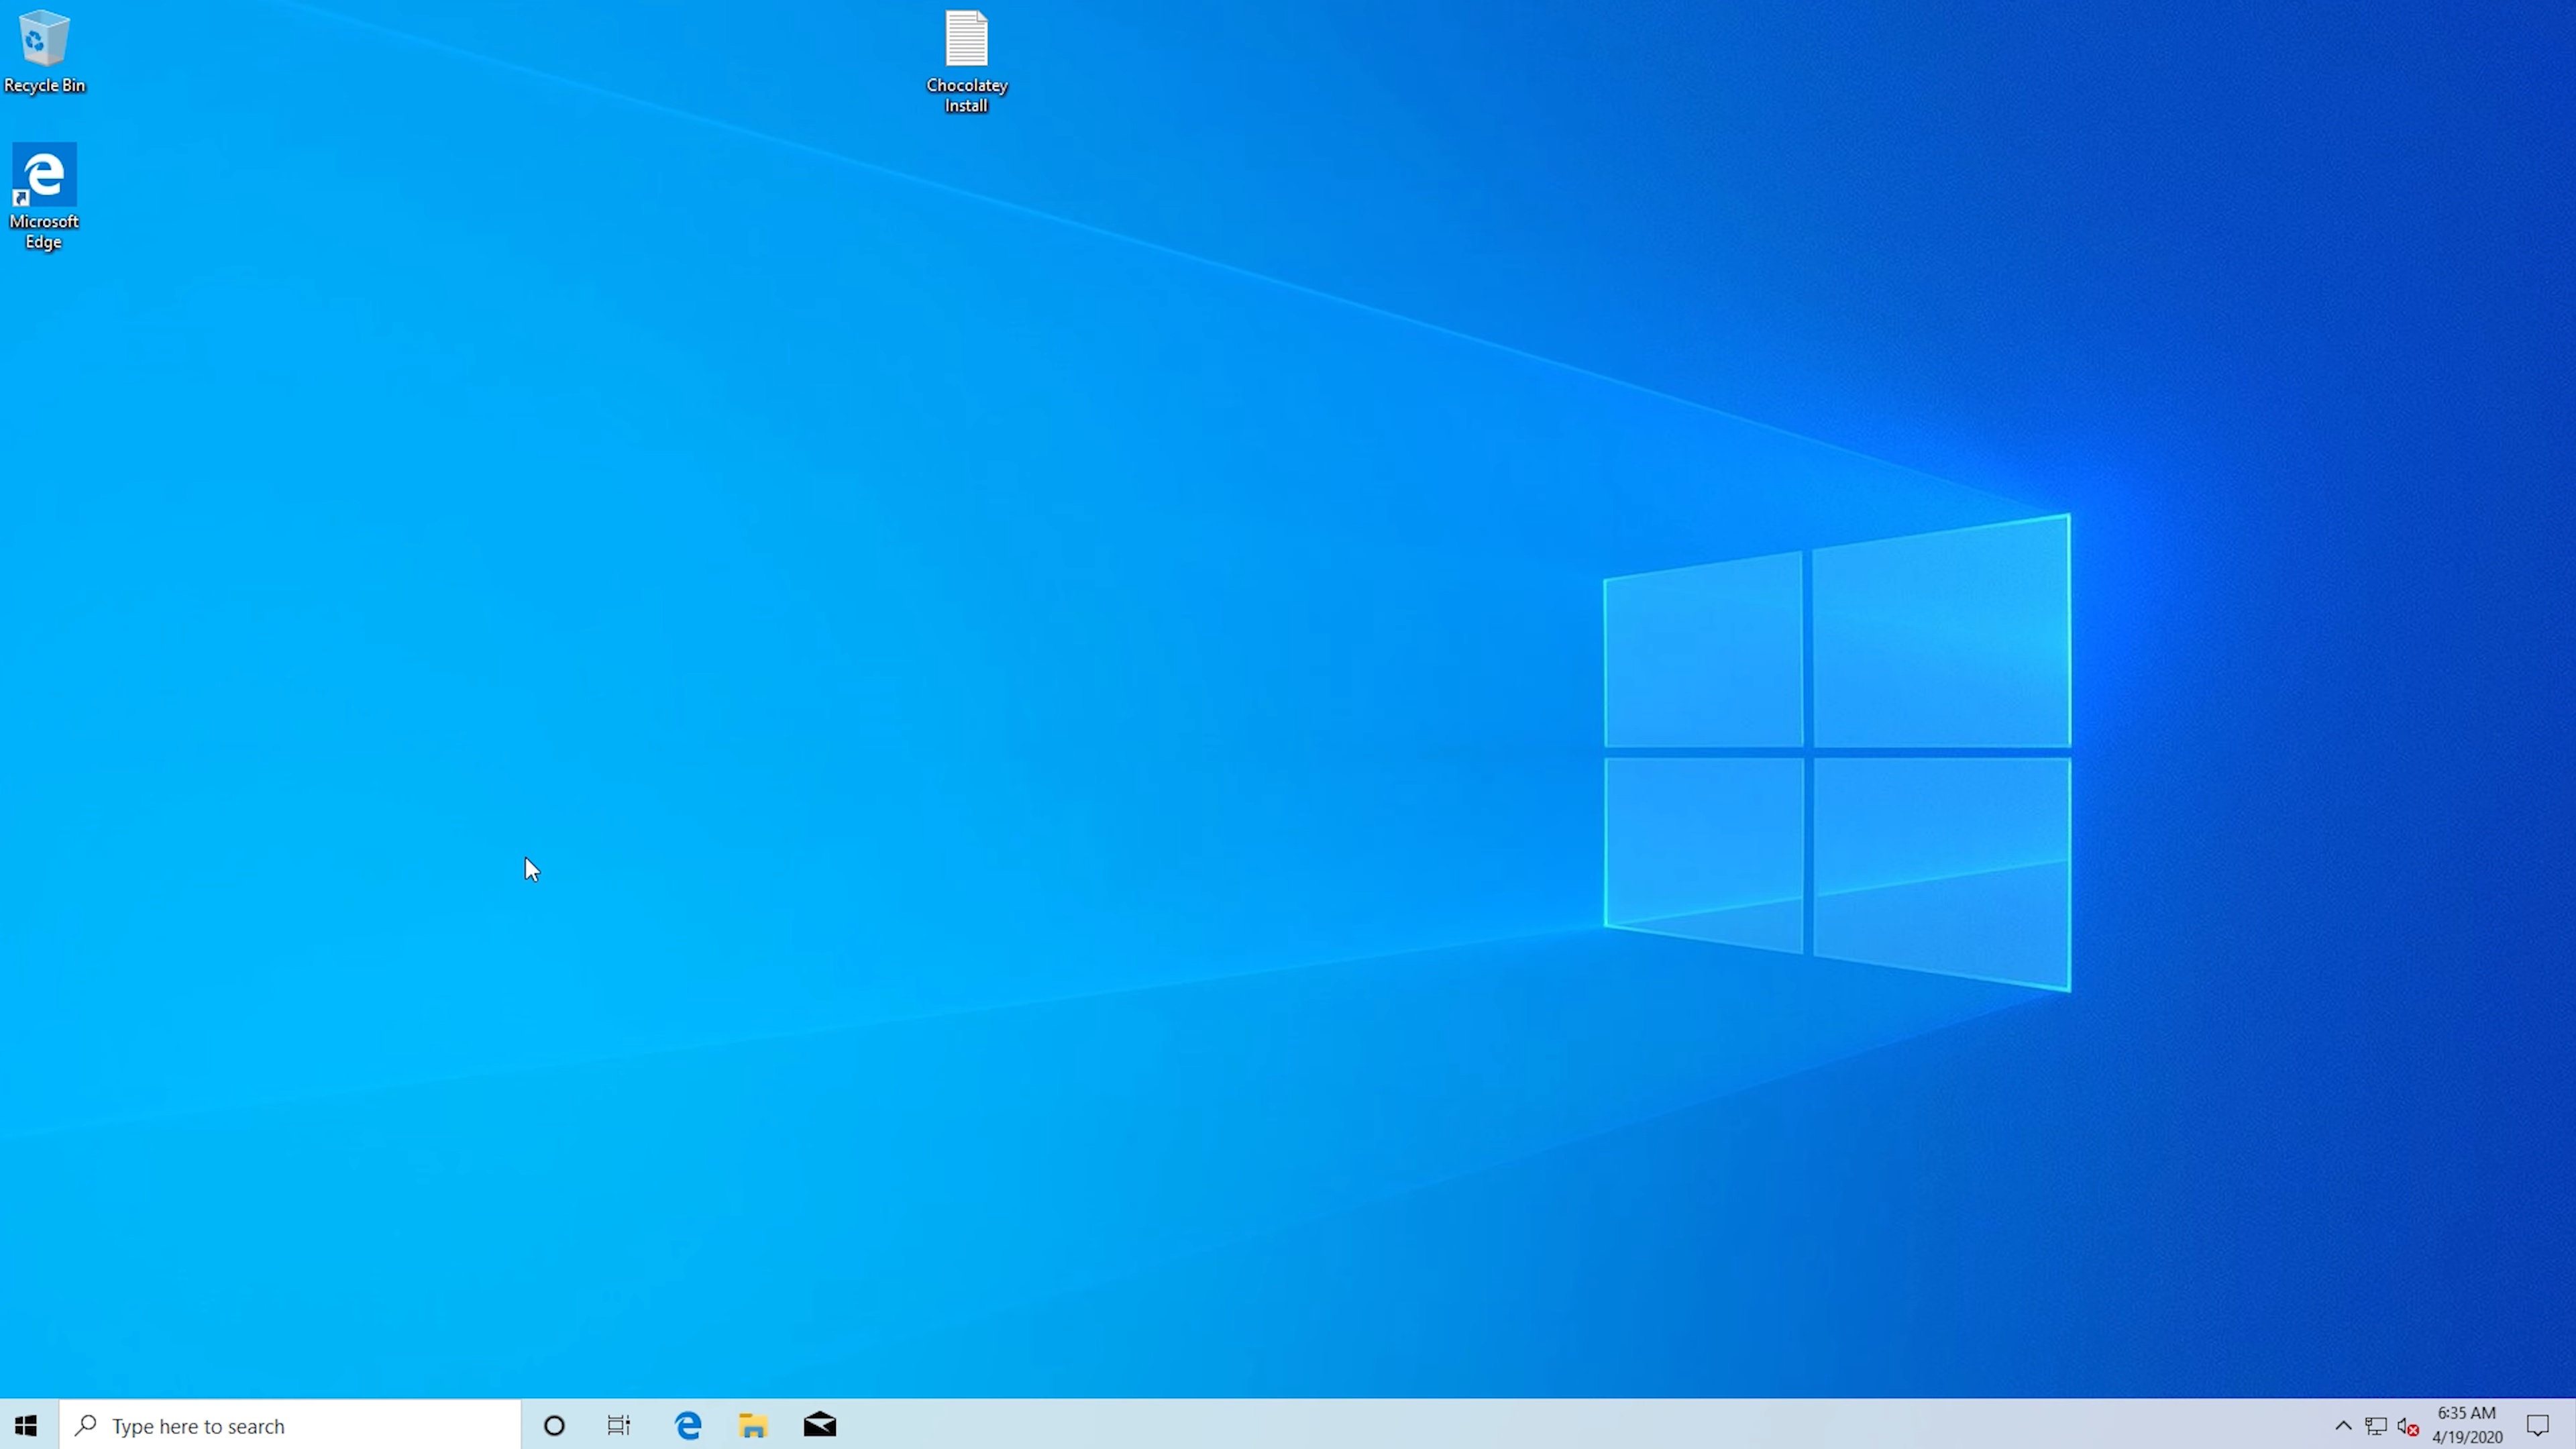 Recycle Bin
Chocolatey
Install
Microsoft
Edge
Type here to search
6:35 AM
4/19/2020